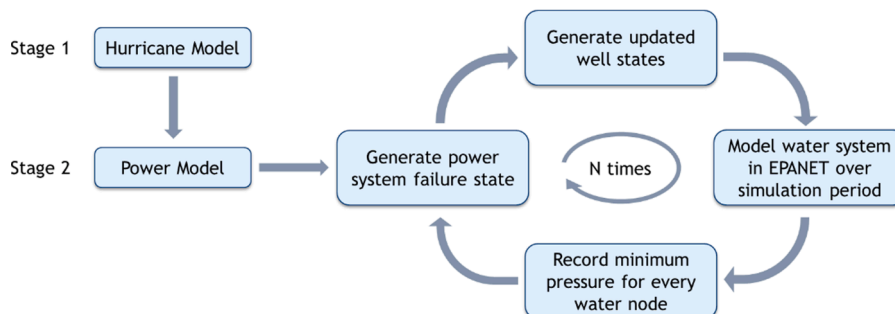 Stage 1
Hurricane Model
Generate updated
well states
Stage 2
Power Model
Generate power
system failure state
N times
Model water system
in EPANET over
simulation period
Record minimum
pressure for every
water node